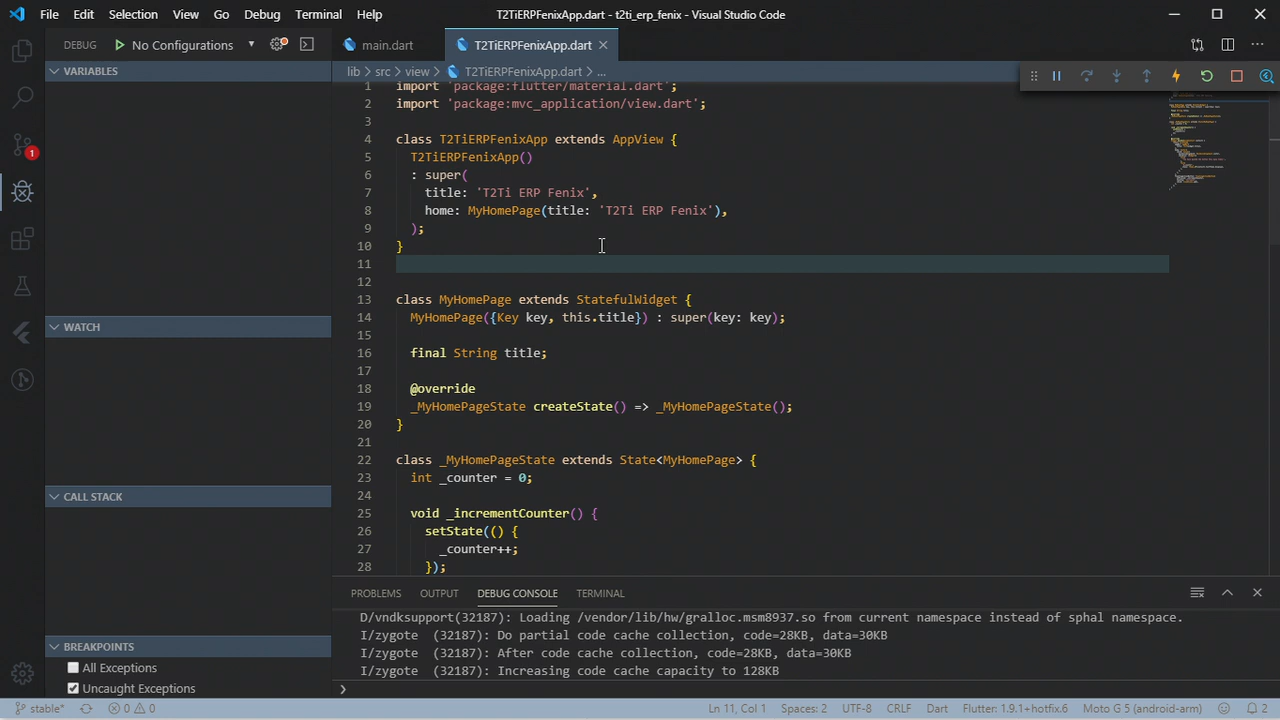 File Edit Selection View Go Debug Terminal Help T2TiERPFenixApp.dart - t2ti_erp_fenix - Visual Studio Code
DEBUG No Configurations main.dart T2TiERPFenixApp.dart
VARIABLES
lib > src > view > T2TiERPFenixApp.dart > ...
1 import 'package:flutter/material.dart';
2 import 'package:mvc_application/view.dart';
3
4 class T2TiERPFenixApp extends AppView {
5 T2TiERPFenixApp()
6 : super(
7 title: 'T2Ti ERP Fenix',
8 home: MyHomePage(title: 'T2Ti ERP Fenix'),
9 );
10 }
11
12
13 class MyHomePage extends StatefulWidget {
14 MyHomePage({Key key, this.title}) : super(key: key);
15
16 final String title;
17
18 @override
19 _MyHomePageState createState() => _MyHomePageState();
20 }
21
22 class _MyHomePageState extends State<MyHomePage> {
23 int _counter = 0;
24
25 void _incrementCounter() {
26 setState(() {
27 _counter++;
28 });
WATCH
CALL STACK
BREAKPOINTS
All Exceptions
Uncaught Exceptions
1
PROBLEMS OUTPUT DEBUG CONSOLE TERMINAL
D/vndksupport(32187): Loading /vendor/lib/hw/gralloc.msm8937.so from current namespace instead of sphal namespace.
I/zygote (32187): Do partial code cache collection, code=28KB, data=30KB
I/zygote (32187): After code cache collection, code=28KB, data=30KB
I/zygote (32187): Increasing code cache capacity to 128KB
stable* 0 0 Ln 11, Col 1 Spaces: 2 UTF-8 CRLF Dart Flutter: 1.9.1+hotfix.6 Moto G 5 (android-arm) 2